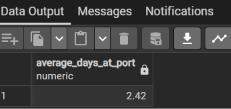 Data Output Messages Notifications
average_days_at_port
numeric
1 2.42